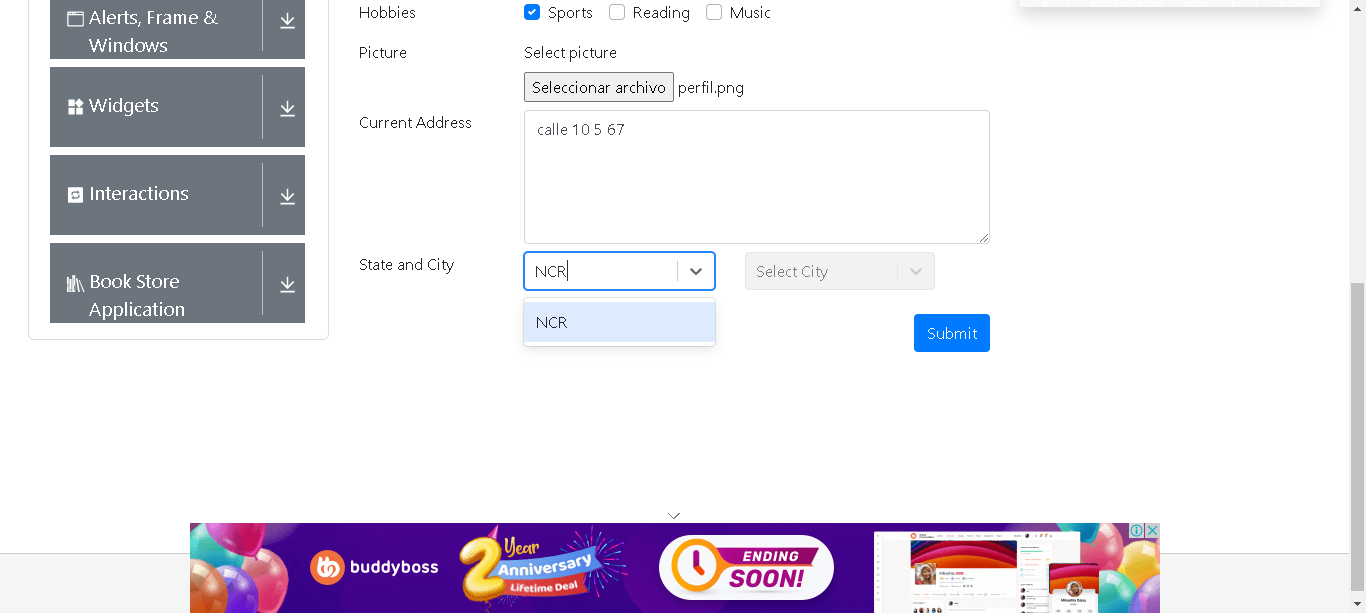 Alerts, Frame &
Windows
Widgets
Interactions
Book Store
Application
Hobbies
Sports
Reading
Music
Picture
Select picture
Seleccionar archivo perfil.png
Current Address
calle 10 5 67
State and City
NCR
Select City
NCR
Submit
buddyboss
2 Year
Anniversary
Lifetime Deal
ENDING
SOON!